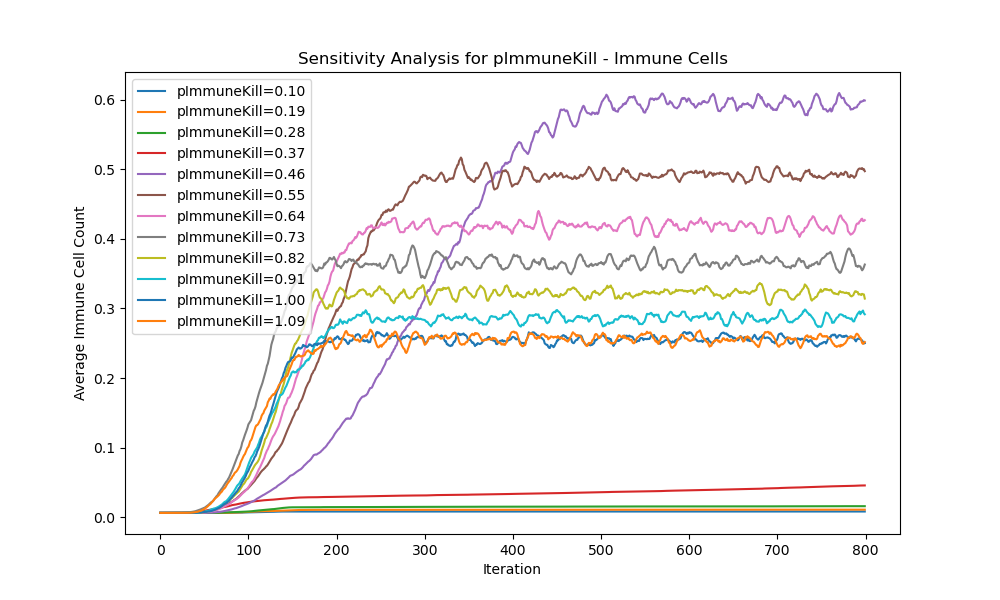 Sensitivity Analysis for pImmuneKill - Immune Cells
pImmuneKill=0.10
pImmuneKill=0.19
pImmuneKill=0.28
pImmuneKill=0.37
pImmuneKill=0.46
pImmuneKill=0.55
pImmuneKill=0.64
pImmuneKill=0.73
pImmuneKill=0.82
pImmuneKill=0.91
pImmuneKill=1.00
pImmuneKill=1.09
Average Immune Cell Count
0.6
0.5
0.4
0.3
0.2
0.1
0.0
0 100 200 300 400 500 600 700 800
Iteration